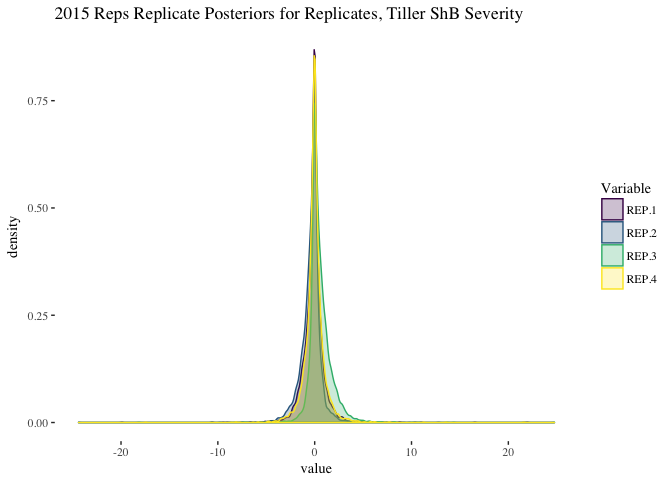 2015 Reps Replicate Posteriors for Replicates, Tiller ShB Severity
0.75
0.50
0.25
0.00
density
-20
-10
0
10
20
value
Variable
REP.1
REP.2
REP.3
REP.4